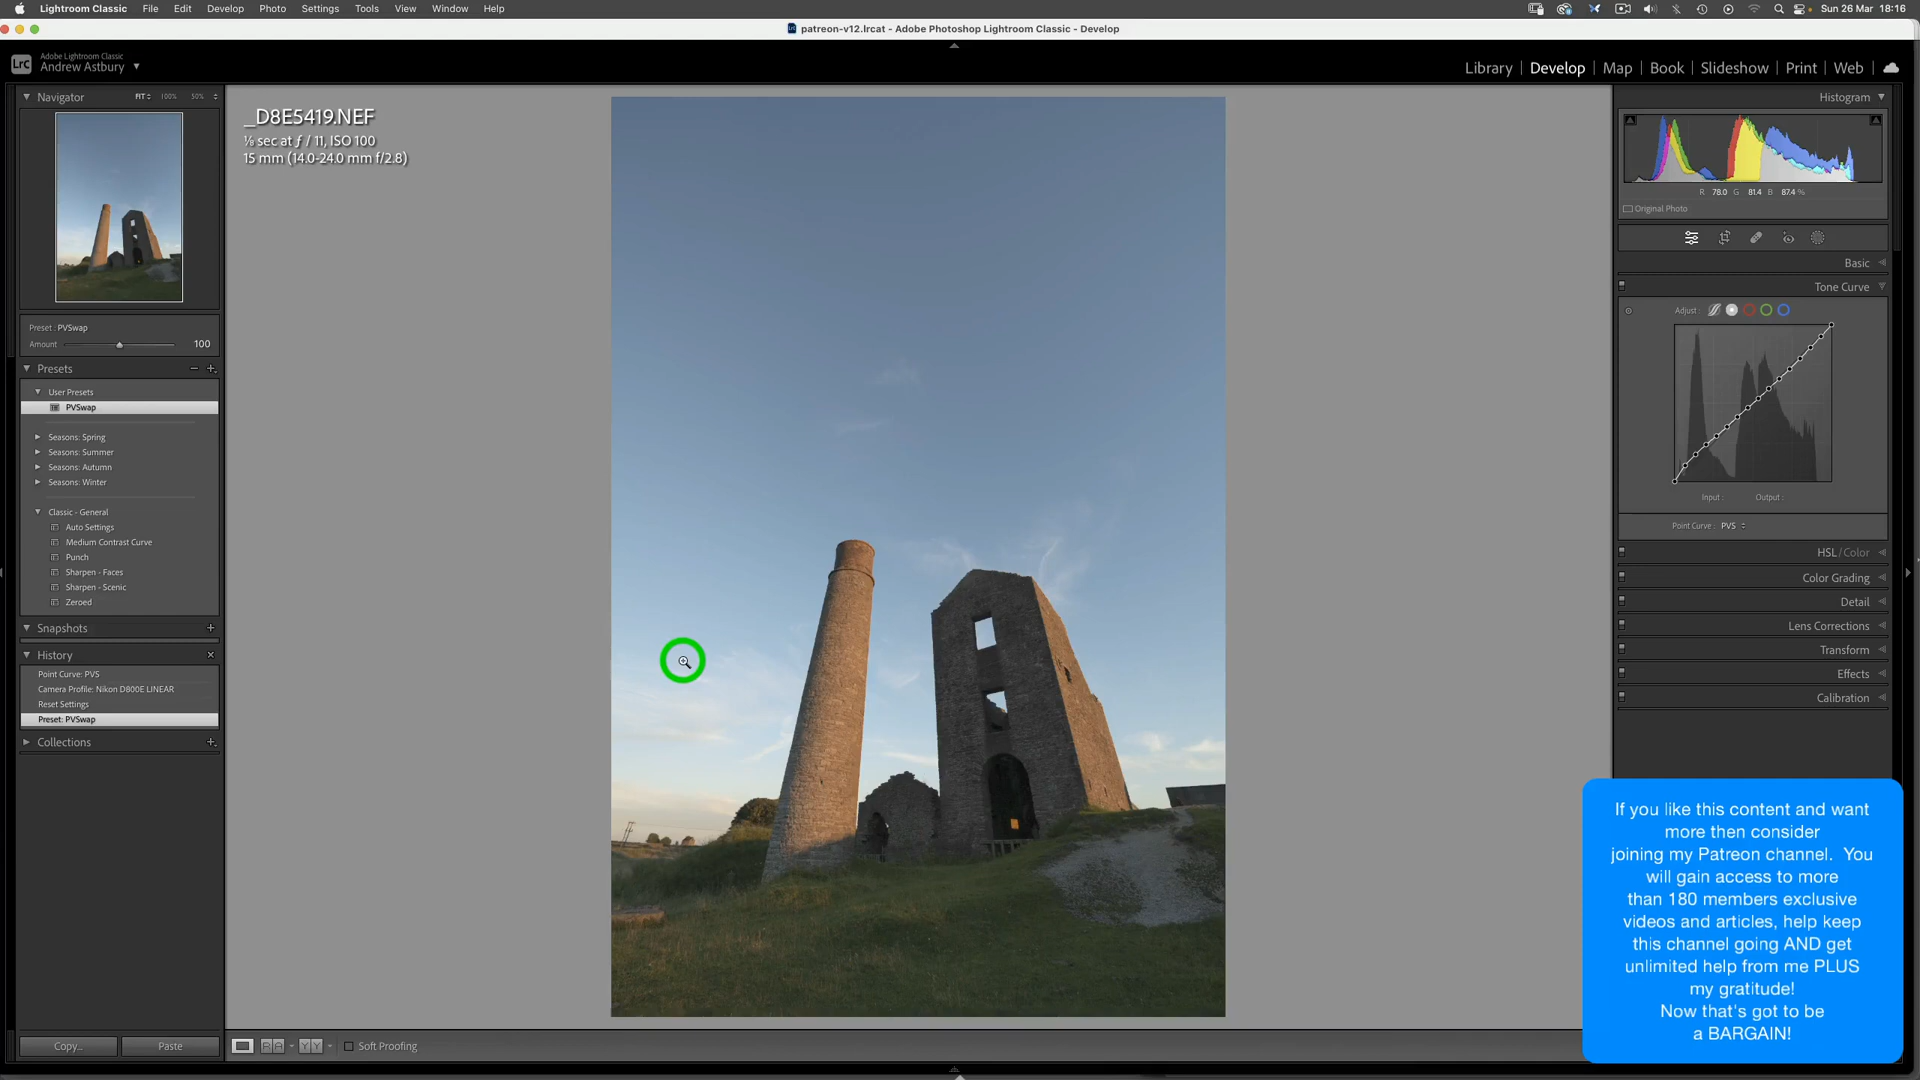 Lightroom Classic File Edit Develop Photo Settings Tools View Window Help Sun 26 Mar 18:16
patreon-v12.lrcat - Adobe Photoshop Lightroom Classic - Develop
LrC
Adobe Lightroom Classic
Andrew Astbury
Library | Develop | Map | Book | Slideshow | Print | Web
Navigator FIT 100% 50%
Preset : PVSwap
Amount 100
Presets
User Presets
PVSwap
Seasons: Spring
Seasons: Summer
Seasons: Autumn
Seasons: Winter
Classic - General
Auto Settings
Medium Contrast Curve
Punch
Sharpen - Faces
Sharpen - Scenic
Zeroed
Snapshots
History
Point Curve: PVS
Camera Profile: Nikon D800E LINEAR
Reset Settings
Preset: PVSwap
Collections
Copy... Paste
_D8E5419.NEF
⅛ sec at ƒ / 11, ISO 100
15 mm (14.0-24.0 mm f/2.8)
Soft Proofing
Histogram
R 78.0 G 81.4 B 87.4 %
Original Photo
Basic
Tone Curve
Adjust :
Input : Output :
Point Curve : PVS
HSL / Color
Color Grading
Detail
Lens Corrections
Transform
Effects
Calibration
If you like this content and want
more then consider
joining my Patreon channel. You
will gain access to more
than 180 members exclusive
videos and articles, help keep
this channel going AND get
unlimited help from me PLUS
my gratitude!
Now that's got to be
a BARGAIN!